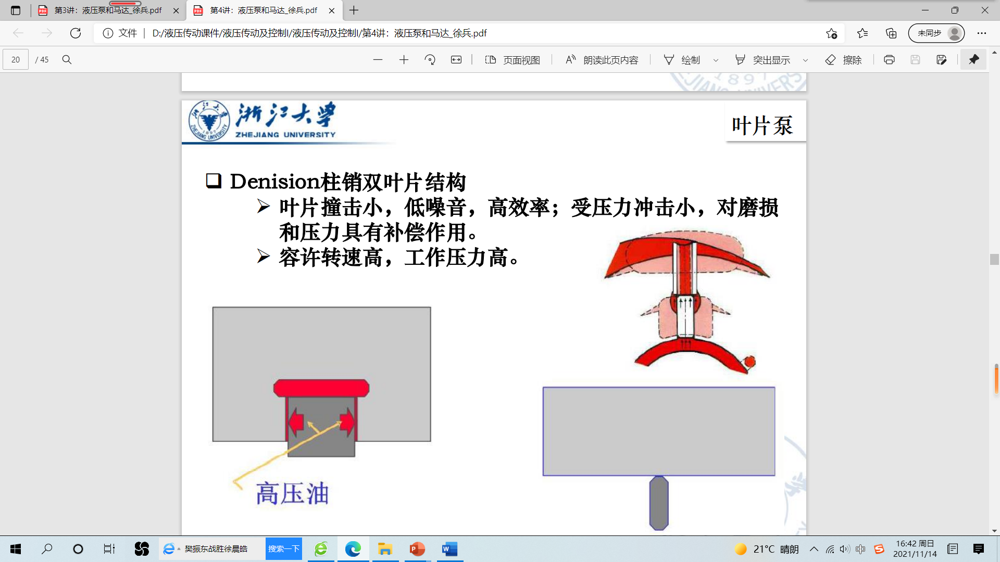 第3讲：液压泵和马达_徐兵.pdf
第4讲：液压泵和马达_徐兵.pdf
文件
D:/液压传动课件/液压传动及控制I/液压传动及控制I/第4讲：液压泵和马达_徐兵.pdf
未同步
20 / 45
页面视图
朗读此页内容
绘制
突出显示
擦除
1897
浙江大学
ZHEJIANG UNIVERSITY
叶片泵
Denision柱销双叶片结构
叶片撞击小，低噪音，高效率；受压力冲击小，对磨损
和压力具有补偿作用。
容许转速高，工作压力高。
高压油
樊振东战胜徐晨皓
搜索一下
21°C 晴朗
中
16:42 周日
2021/11/14